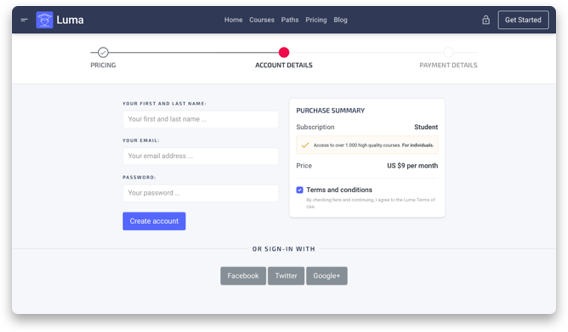 Luma
Home Courses Paths Pricing Blog
Get Started
PRICING
ACCOUNT DETAILS
PAYMENT DETAILS
YOUR FIRST AND LAST NAME:
Your first and last name ...
YOUR EMAIL:
Your email address ...
PASSWORD:
Your password ...
Create account
PURCHASE SUMMARY
Subscription Student
Access to over 1.000 high quality courses. For individuals.
Price US $9 per month
Terms and conditions
By checking here and continuing, I agree to the Luma Terms of
Use.
OR SIGN-IN WITH
Facebook Twitter Google+